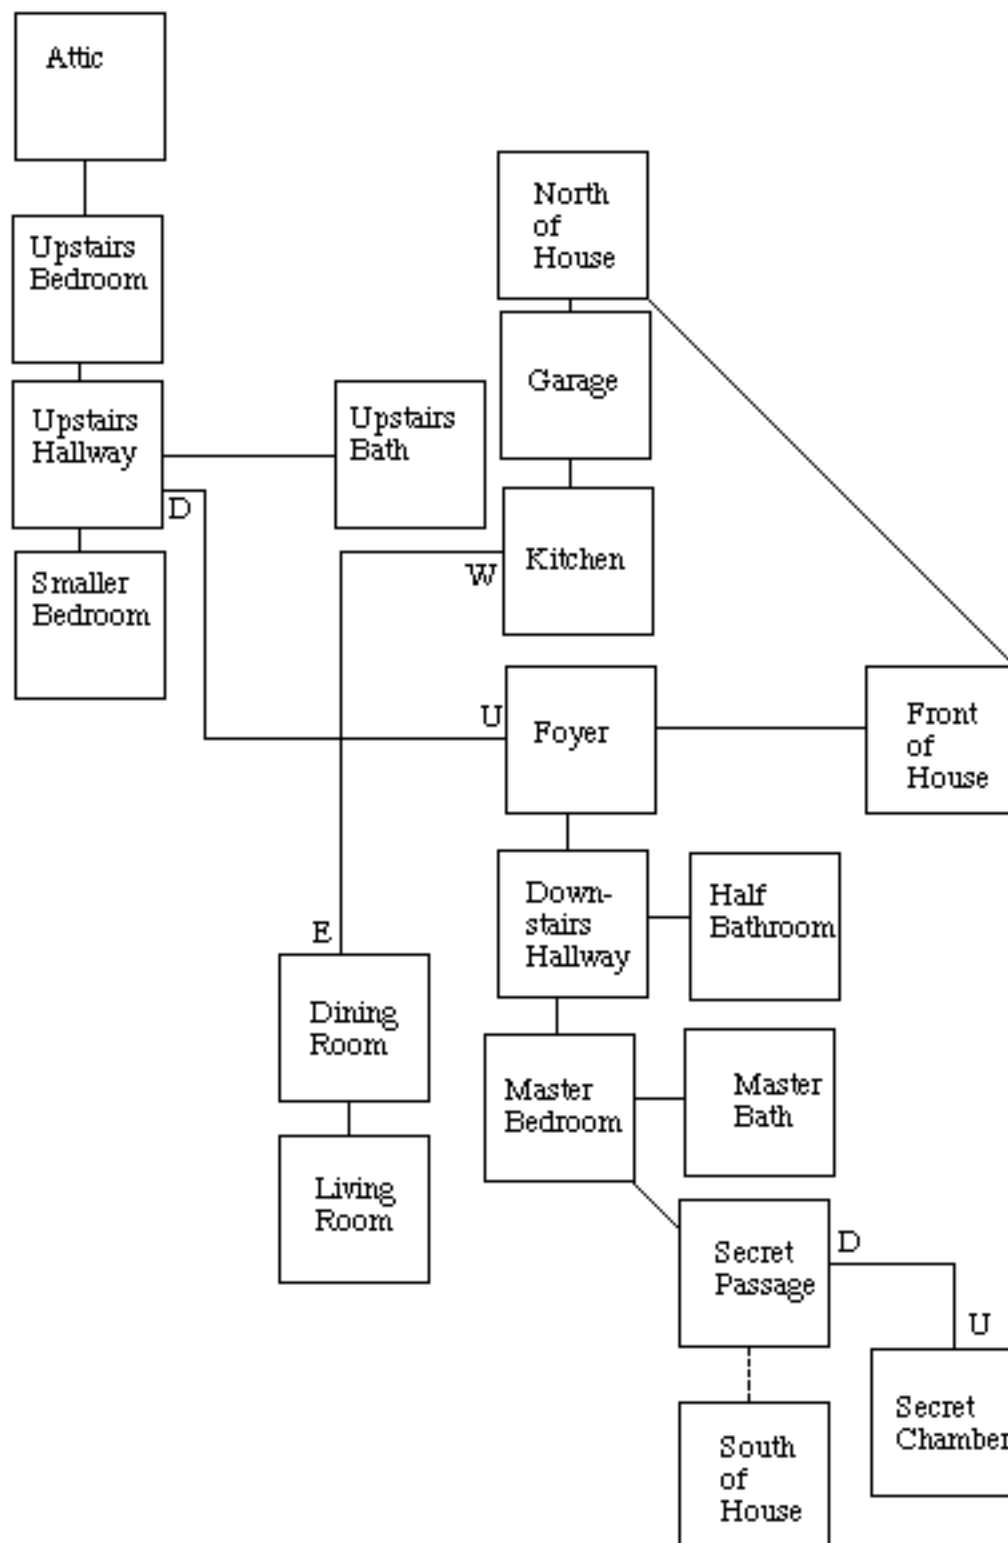 Attic
North
of
House
Upstairs
Bedroom
Garage
Upstairs
Hallway
Upstairs
Bath
D
Kitchen
W
Smaller
Bedroom
U
Foyer
Front
of
House
Down-
stairs
Hallway
Half
Bathroom
E
Dining
Room
Master
Bedroom
Master
Bath
Living
Room
Secret
Passage
D
U
Secret
Chamber
South
of
House